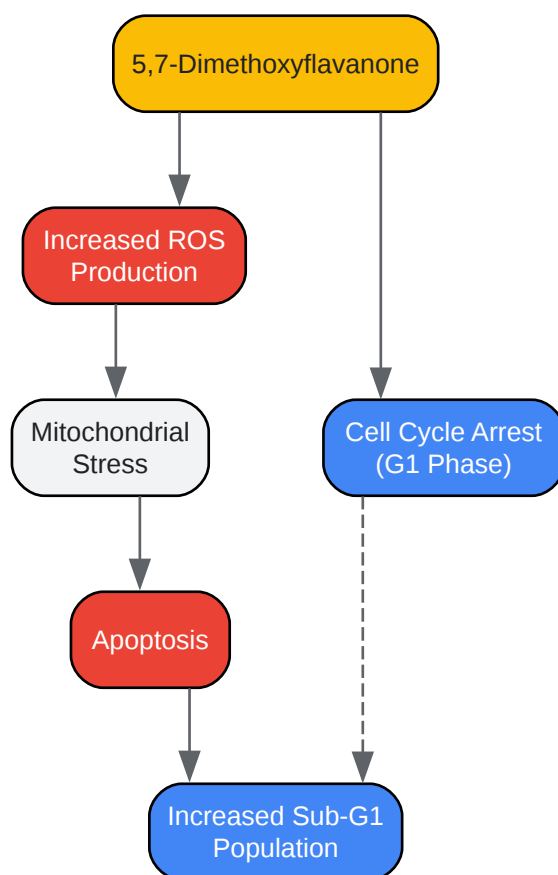 5,7-Dimethoxyflavanone
Increased ROS
Production
Mitochondrial
Stress
Cell Cycle Arrest
(G1 Phase)
Apoptosis
Increased Sub-G1
Population